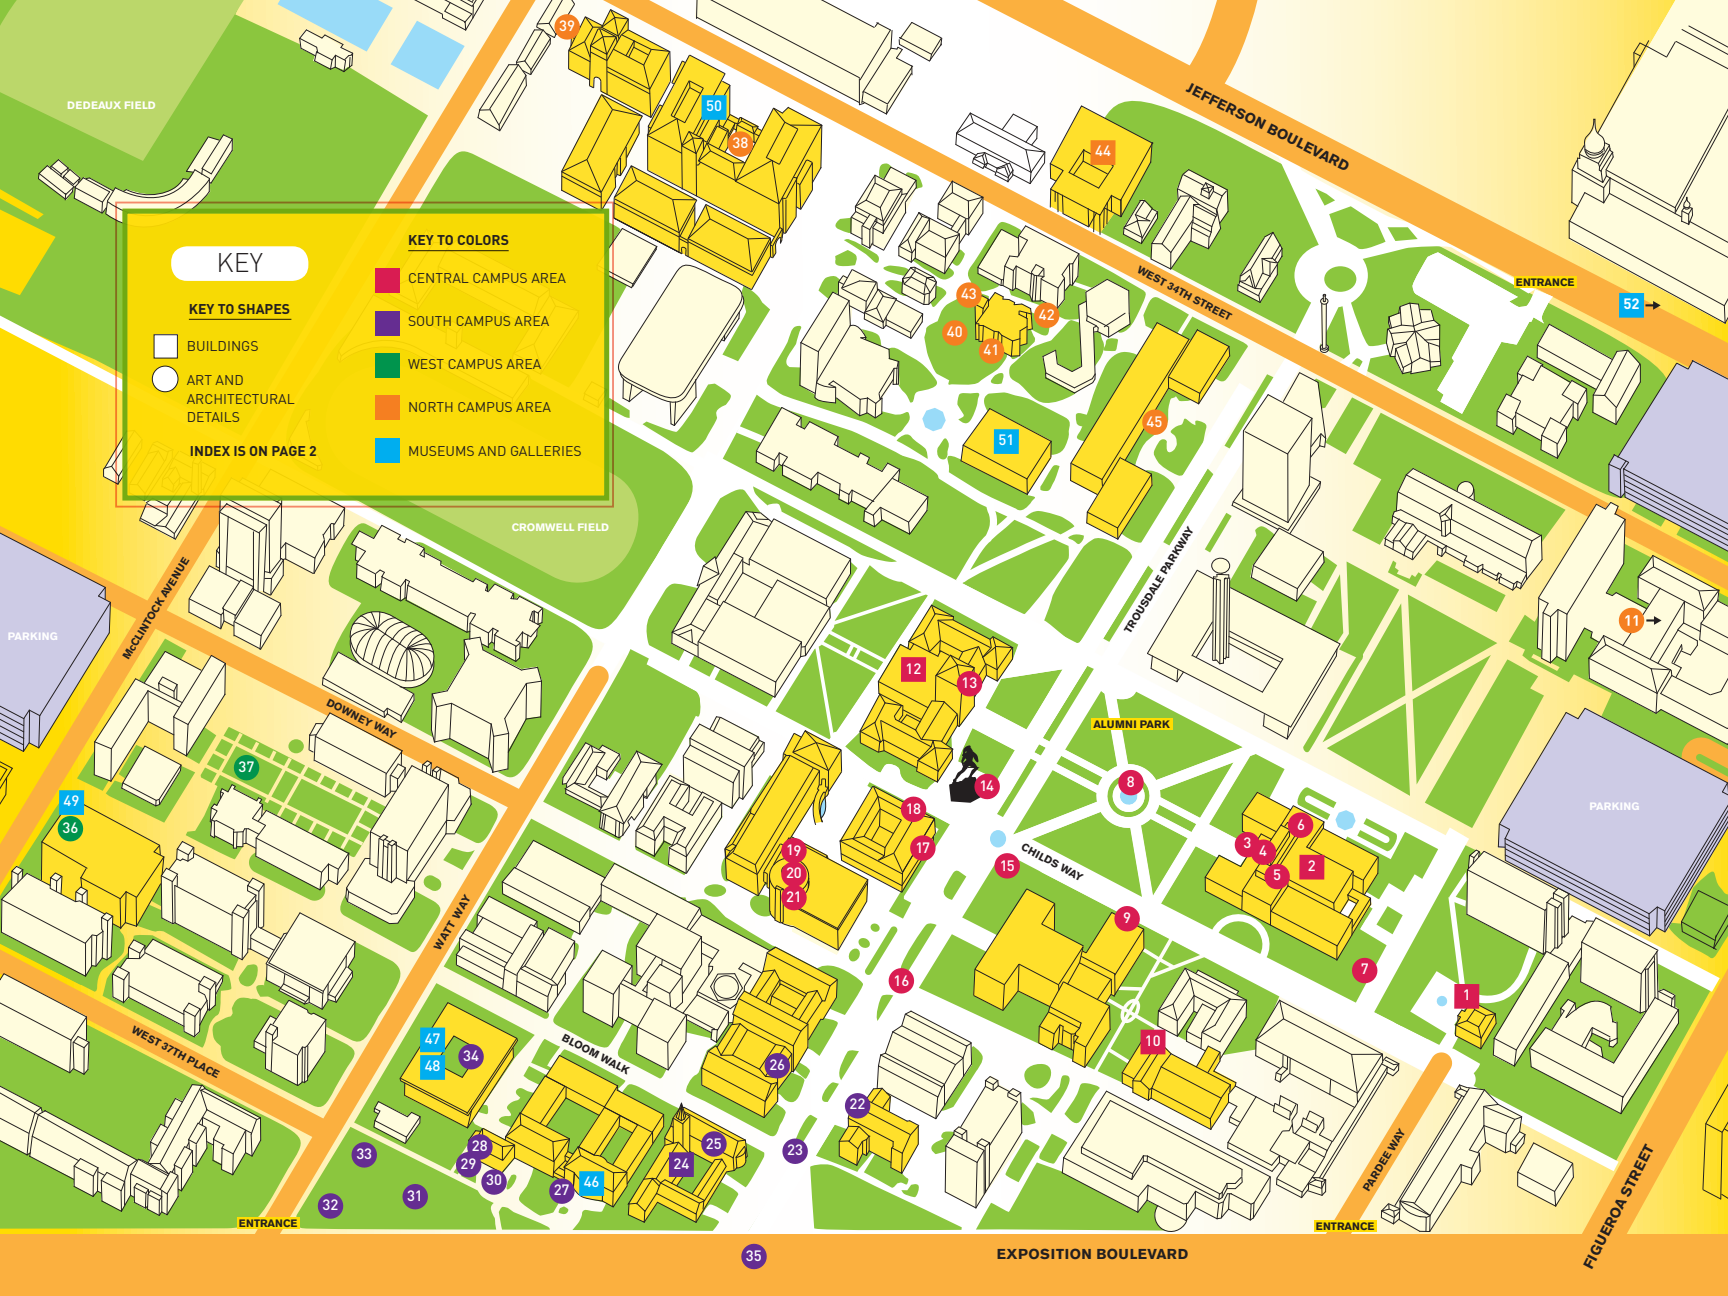 DEDEAUX FIELD
KEY
KEY TO SHAPES
BUILDINGS
ART AND
ARCHITECTURAL
DETAILS
INDEX IS ON PAGE 2
KEY TO COLORS
CENTRAL CAMPUS AREA
SOUTH CAMPUS AREA
WEST CAMPUS AREA
NORTH CAMPUS AREA
MUSEUMS AND GALLERIES
39
50
38
44
JEFFERSON BOULEVARD
WEST 34TH STREET
ENTRANCE
52
43
42
40
41
45
51
CROMWELL FIELD
TROUSDALE PARKWAY
McCLINTOCK AVENUE
PARKING
11
12
13
DOWNEY WAY
ALUMNI PARK
37
49
36
14
8
18
17
15
CHILDS WAY
19
20
21
6
3
4
5
2
PARKING
WATT WAY
9
7
16
1
10
WEST 37TH PLACE
47
48
34
BLOOM WALK
26
22
23
25
24
28
29
30
27
46
33
31
32
PARDEE WAY
FIGUEROA STREET
ENTRANCE
ENTRANCE
35
EXPOSITION BOULEVARD